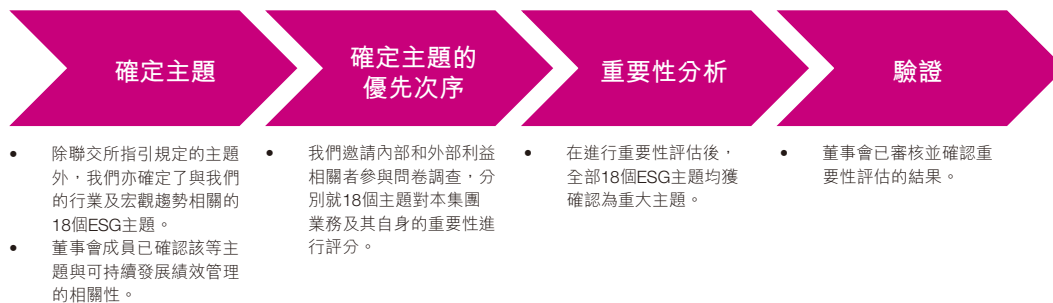 確定主題
確定主題的
優先次序
重要性分析
驗證
• 除聯交所指引規定的主題
外，我們亦確定了與我們
的行業及宏觀趨勢相關的
18個ESG主題。
• 董事會成員已確認該等主
題與可持續發展績效管理
的相關性。
• 我們邀請內部和外部利益
相關者參與問卷調查，分
別就18個主題對本集團
業務及其自身的重要性進
行評分。
• 在進行重要性評估後，
全部18個ESG主題均獲
確認為重大主題。
• 董事會已審核並確認重
要性評估的結果。